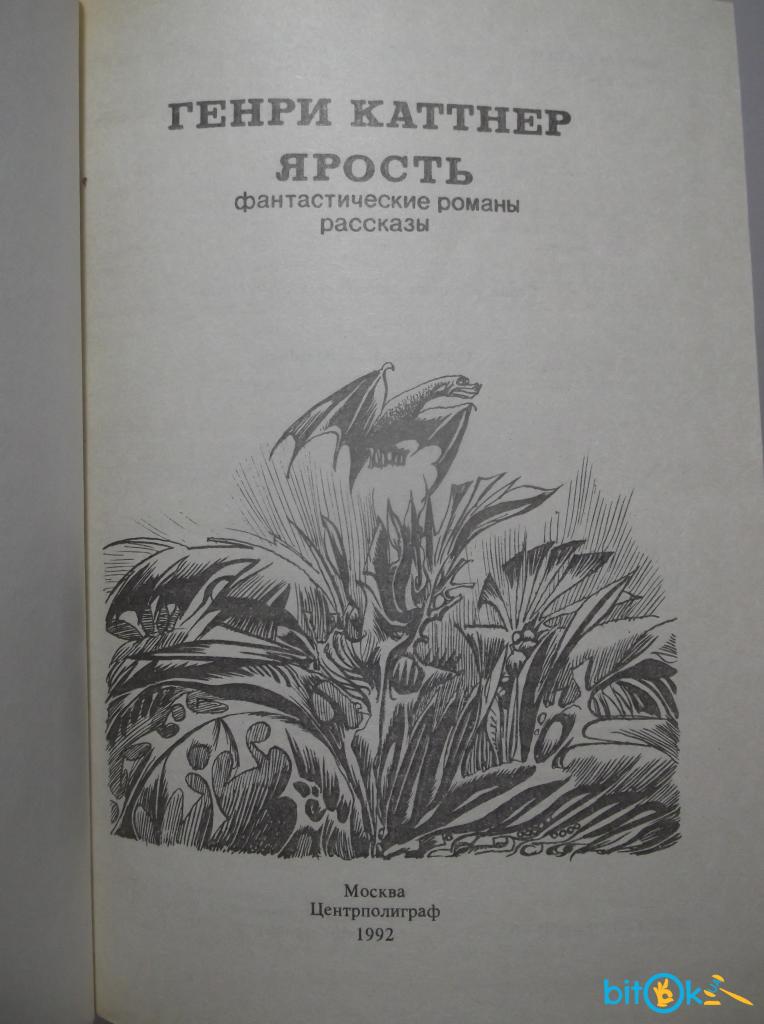 ГЕНРИ КАТТНЕР
ЯРОСТЬ
фантастические романы
рассказы
Москва
Центрполиграф
1992
bitOk